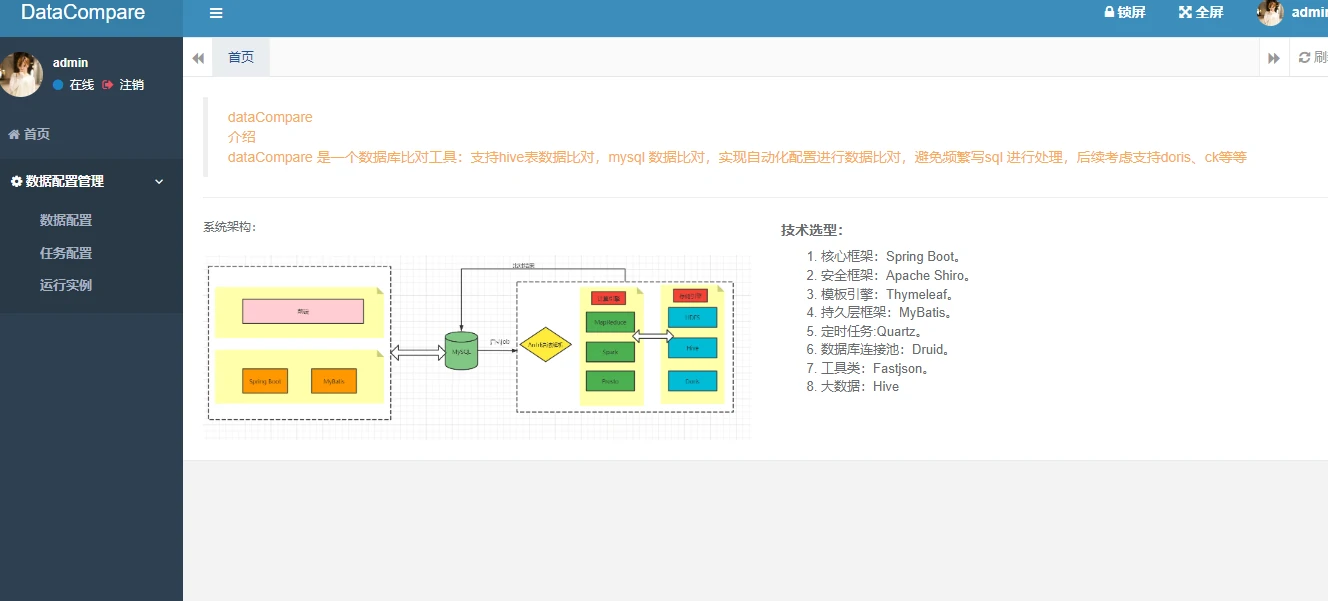 DataCompare
锁屏
全屏
admin
在线
注销
首页
首页
dataCompare
介绍
dataCompare 是一个数据库比对工具：支持hive表数据比对，mysql 数据比对，实现自动化配置进行数据比对，避免频繁写sql 进行处理，后续考虑支持doris、ck等等
数据配置管理
数据配置
任务配置
运行实例
系统架构：
MySQL
Spring Boot
MyBatis
MapReduce
Spark
Presto
HDFS
Hive
Doris
技术选型：
1. 核心框架：Spring Boot。
2. 安全框架：Apache Shiro。
3. 模板引擎：Thymeleaf。
4. 持久层框架：MyBatis。
5. 定时任务:Quartz。
6. 数据库连接池：Druid。
7. 工具类：Fastjson。
8. 大数据：Hive